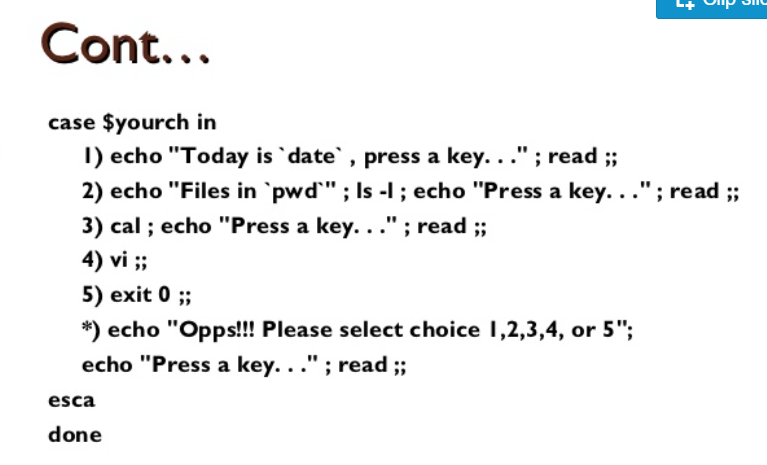 Clip Slid
Cont...
case $yourch in
1) echo "Today is `date` , press a key. . ." ; read ;;
2) echo "Files in `pwd`" ; ls -l ; echo "Press a key. . ." ; read ;;
3) cal ; echo "Press a key. . ." ; read ;;
4) vi ;;
5) exit 0 ;;
*) echo "Opps!!! Please select choice 1,2,3,4, or 5";
echo "Press a key. . ." ; read ;;
esca
done